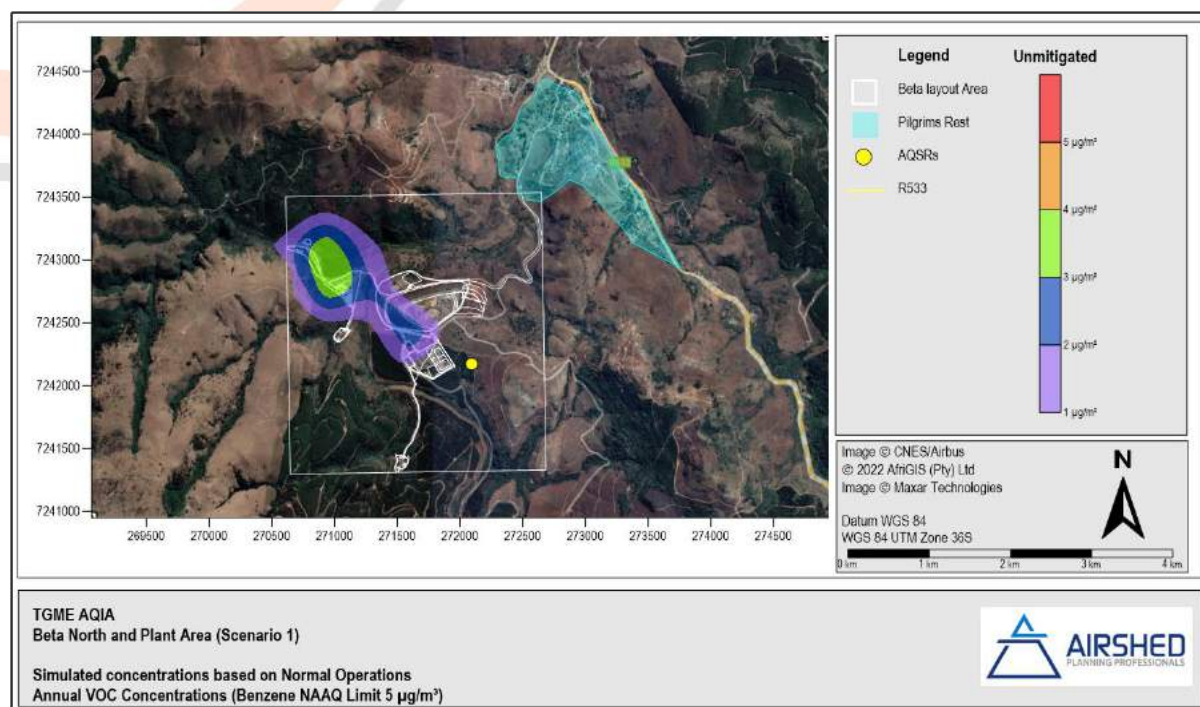 Legend
Beta layout Area
Pilgrims Rest
AQSRs
R533
Unmitigated
5 µg/m³
4 µg/m³
3 µg/m³
2 µg/m³
1 µg/m³
7244500
7244000
7243500
7243000
7242500
7242000
7241500
7241000
269500 270000 270500 271000 271500 272000 272500 273000 273500 274000 274500
Image © CNES/Airbus
© 2022 AfriGIS (Pty) Ltd
Image © Maxar Technologies
Datum WGS 84
WGS 84 UTM Zone 36S
N
0 km 1 km 2 km 3 km 4 km
TGME AQIA
Beta North and Plant Area (Scenario 1)
Simulated concentrations based on Normal Operations
Annual VOC Concentrations (Benzene NAAQ Limit 5 µg/m³)
AIRSHED
PLANNING PROFESSIONALS